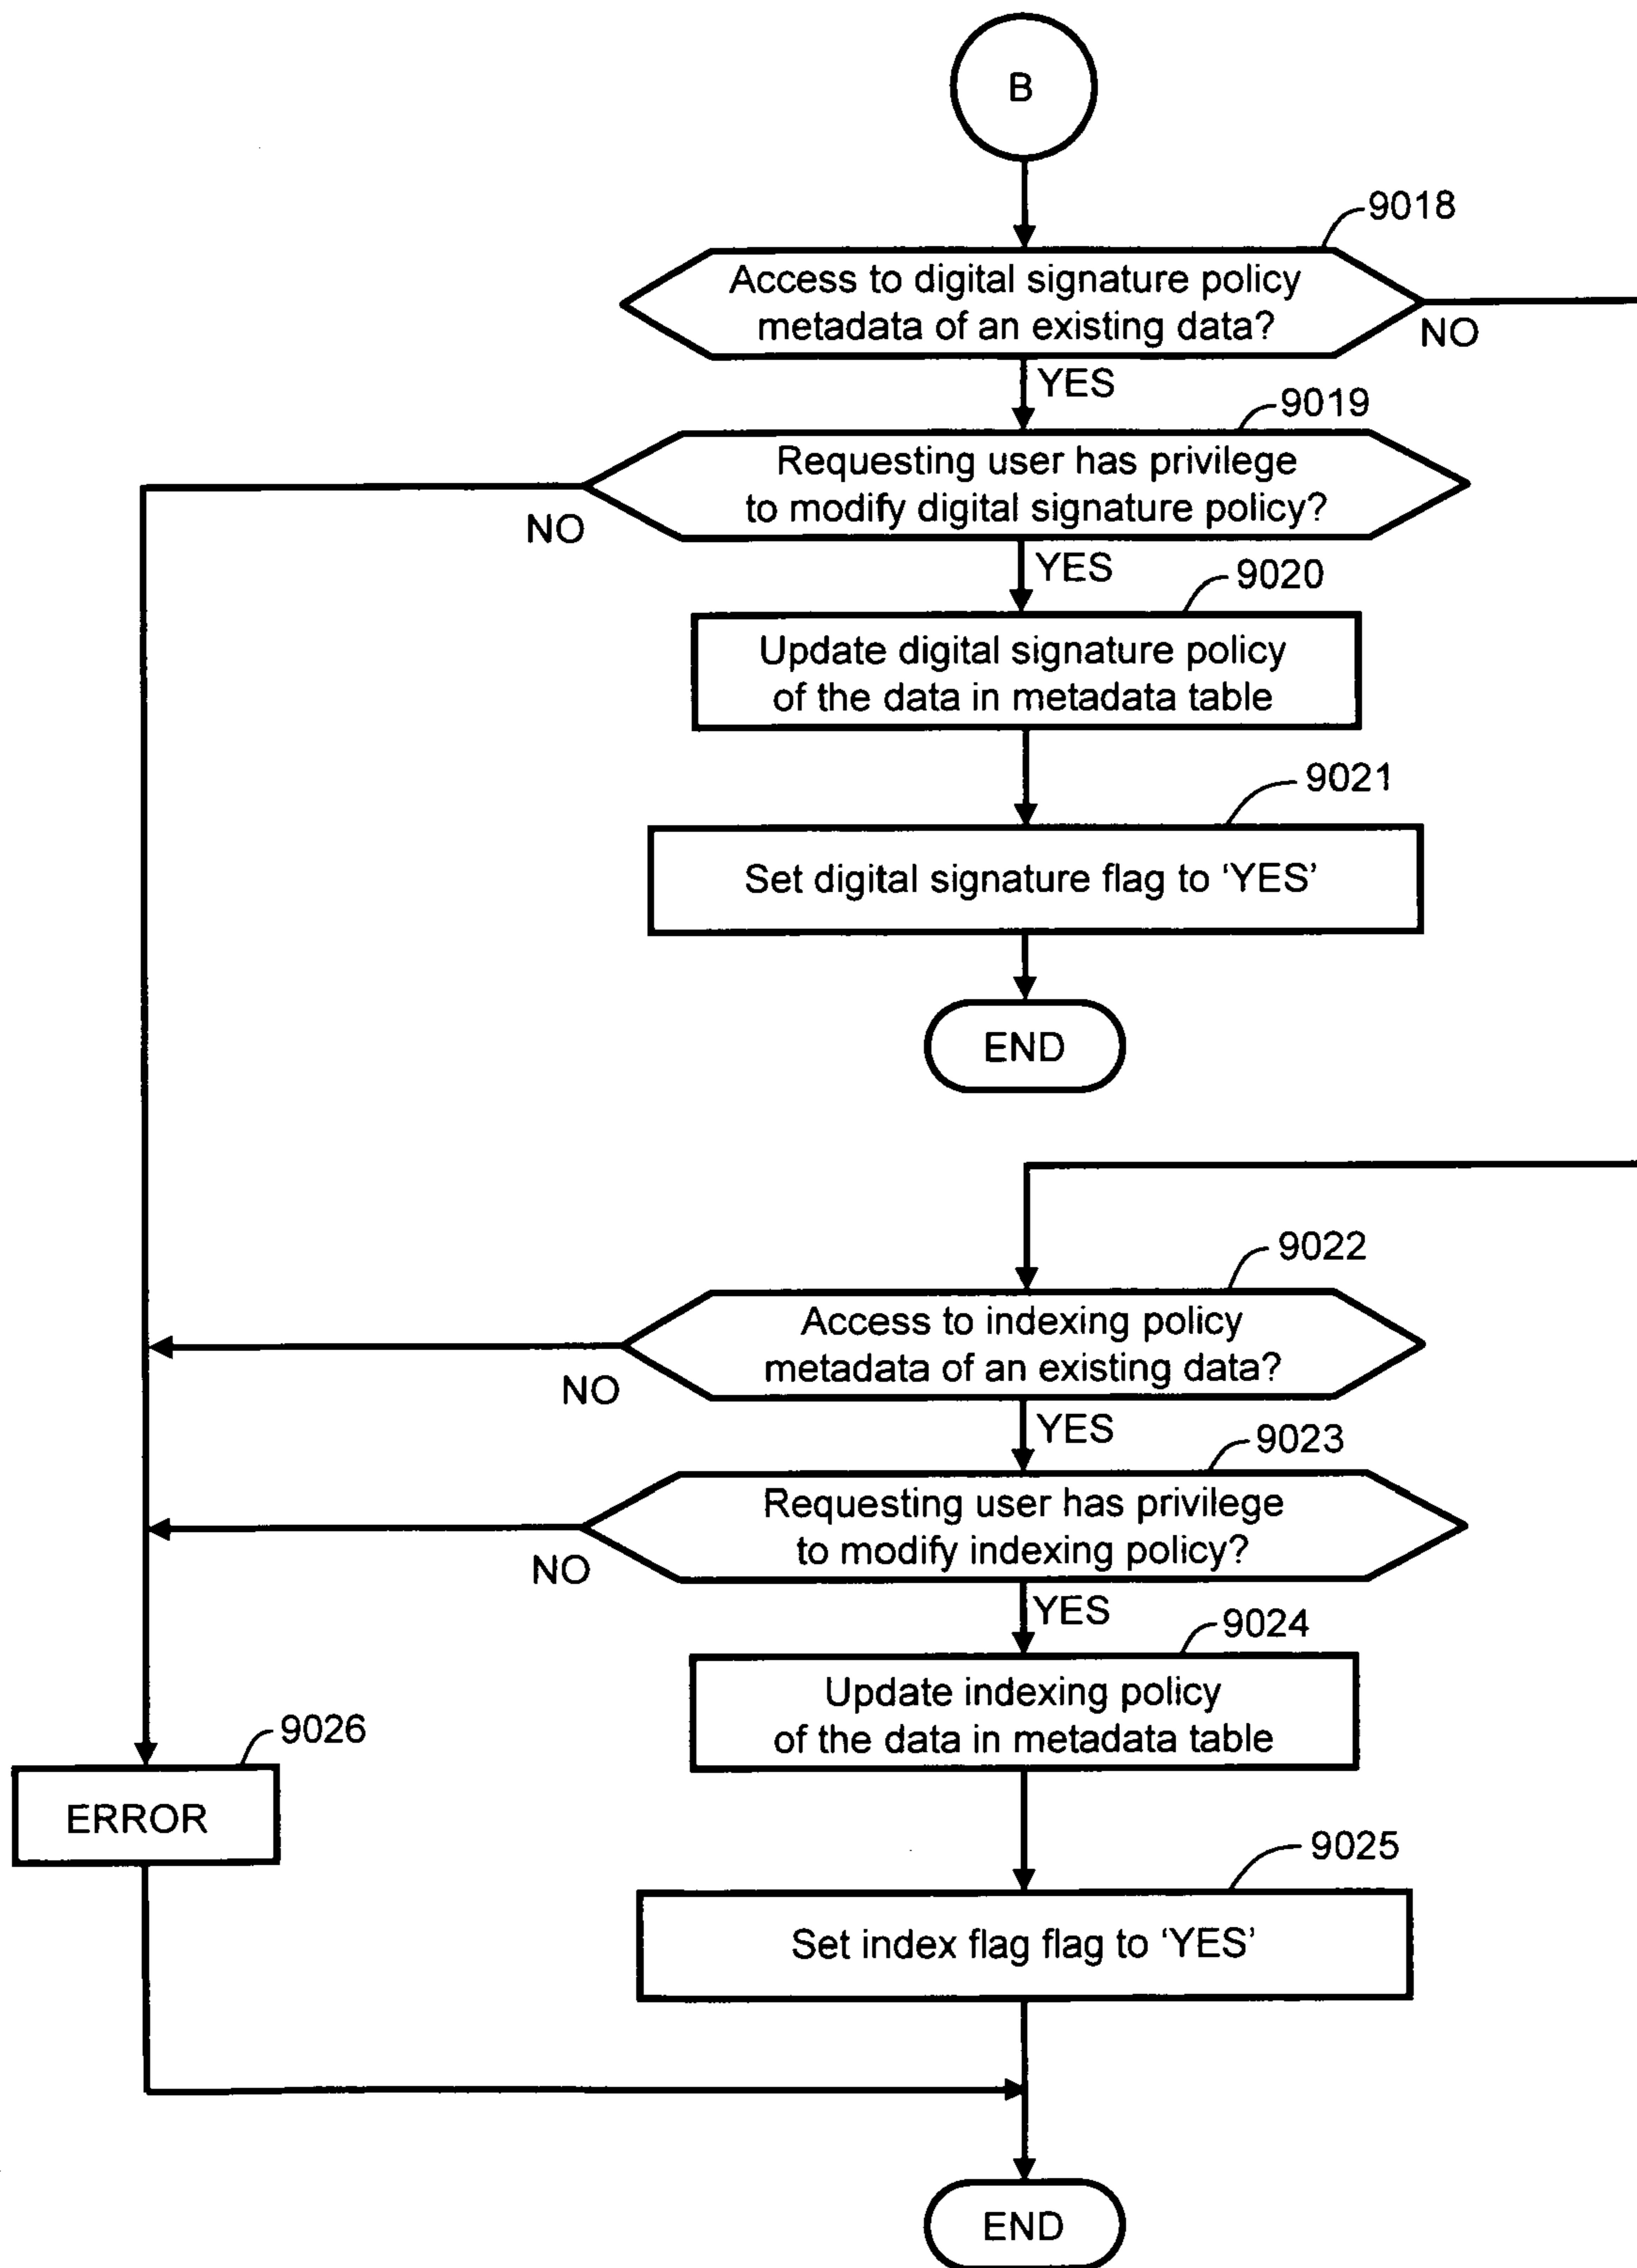 B
9018
Access to digital signature policy
metadata of an existing data?
NO
YES
9019
Requesting user has privilege
to modify digital signature policy?
NO
YES
9020
Update digital signature policy
of the data in metadata table
9021
Set digital signature flag to ‘YES’
END
9022
Access to indexing policy
metadata of an existing data?
NO
YES
9023
Requesting user has privilege
to modify indexing policy?
NO
YES
9024
Update indexing policy
of the data in metadata table
9026
ERROR
9025
Set index flag flag to ‘YES’
END